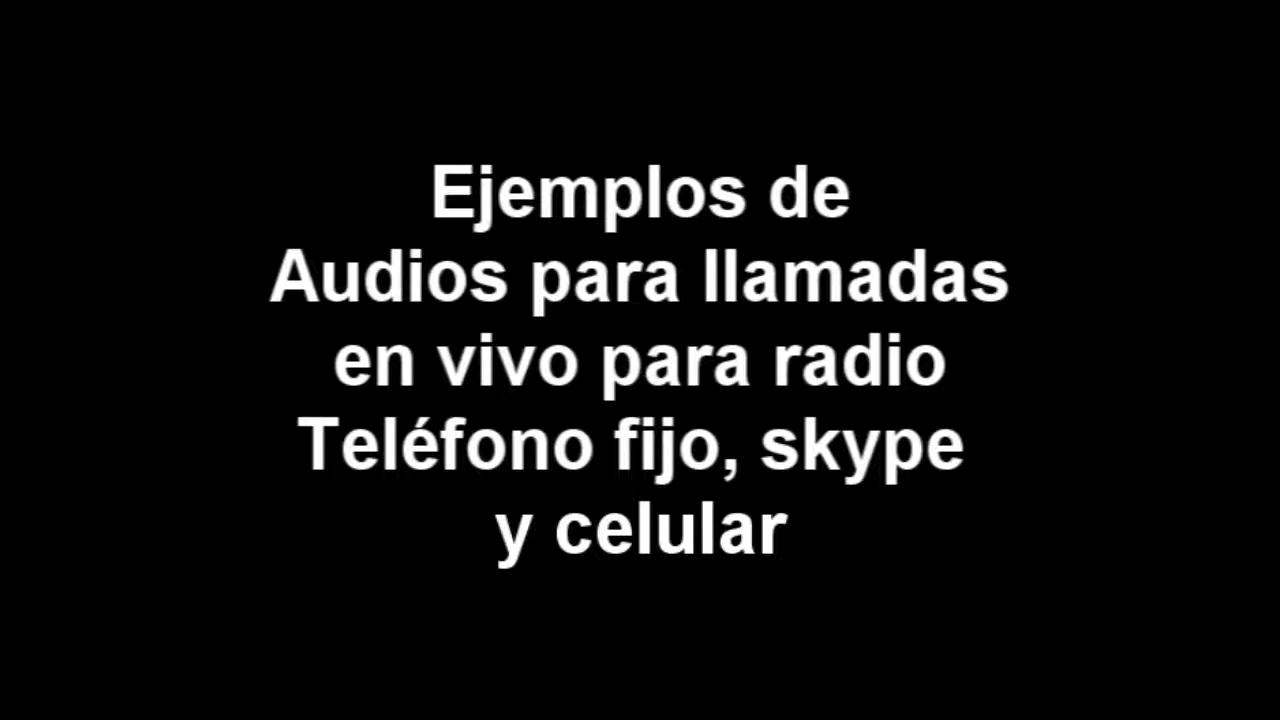 Ejemplos de
Audios para llamadas
en vivo para radio
Teléfono fijo, skype
y celular